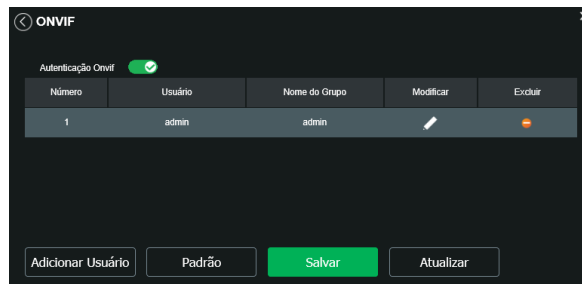 ONVIF
Autenticação Onvif
Número Usuário Nome do Grupo Modificar Excluir
1 admin admin
Adicionar Usuário Padrão Salvar Atualizar